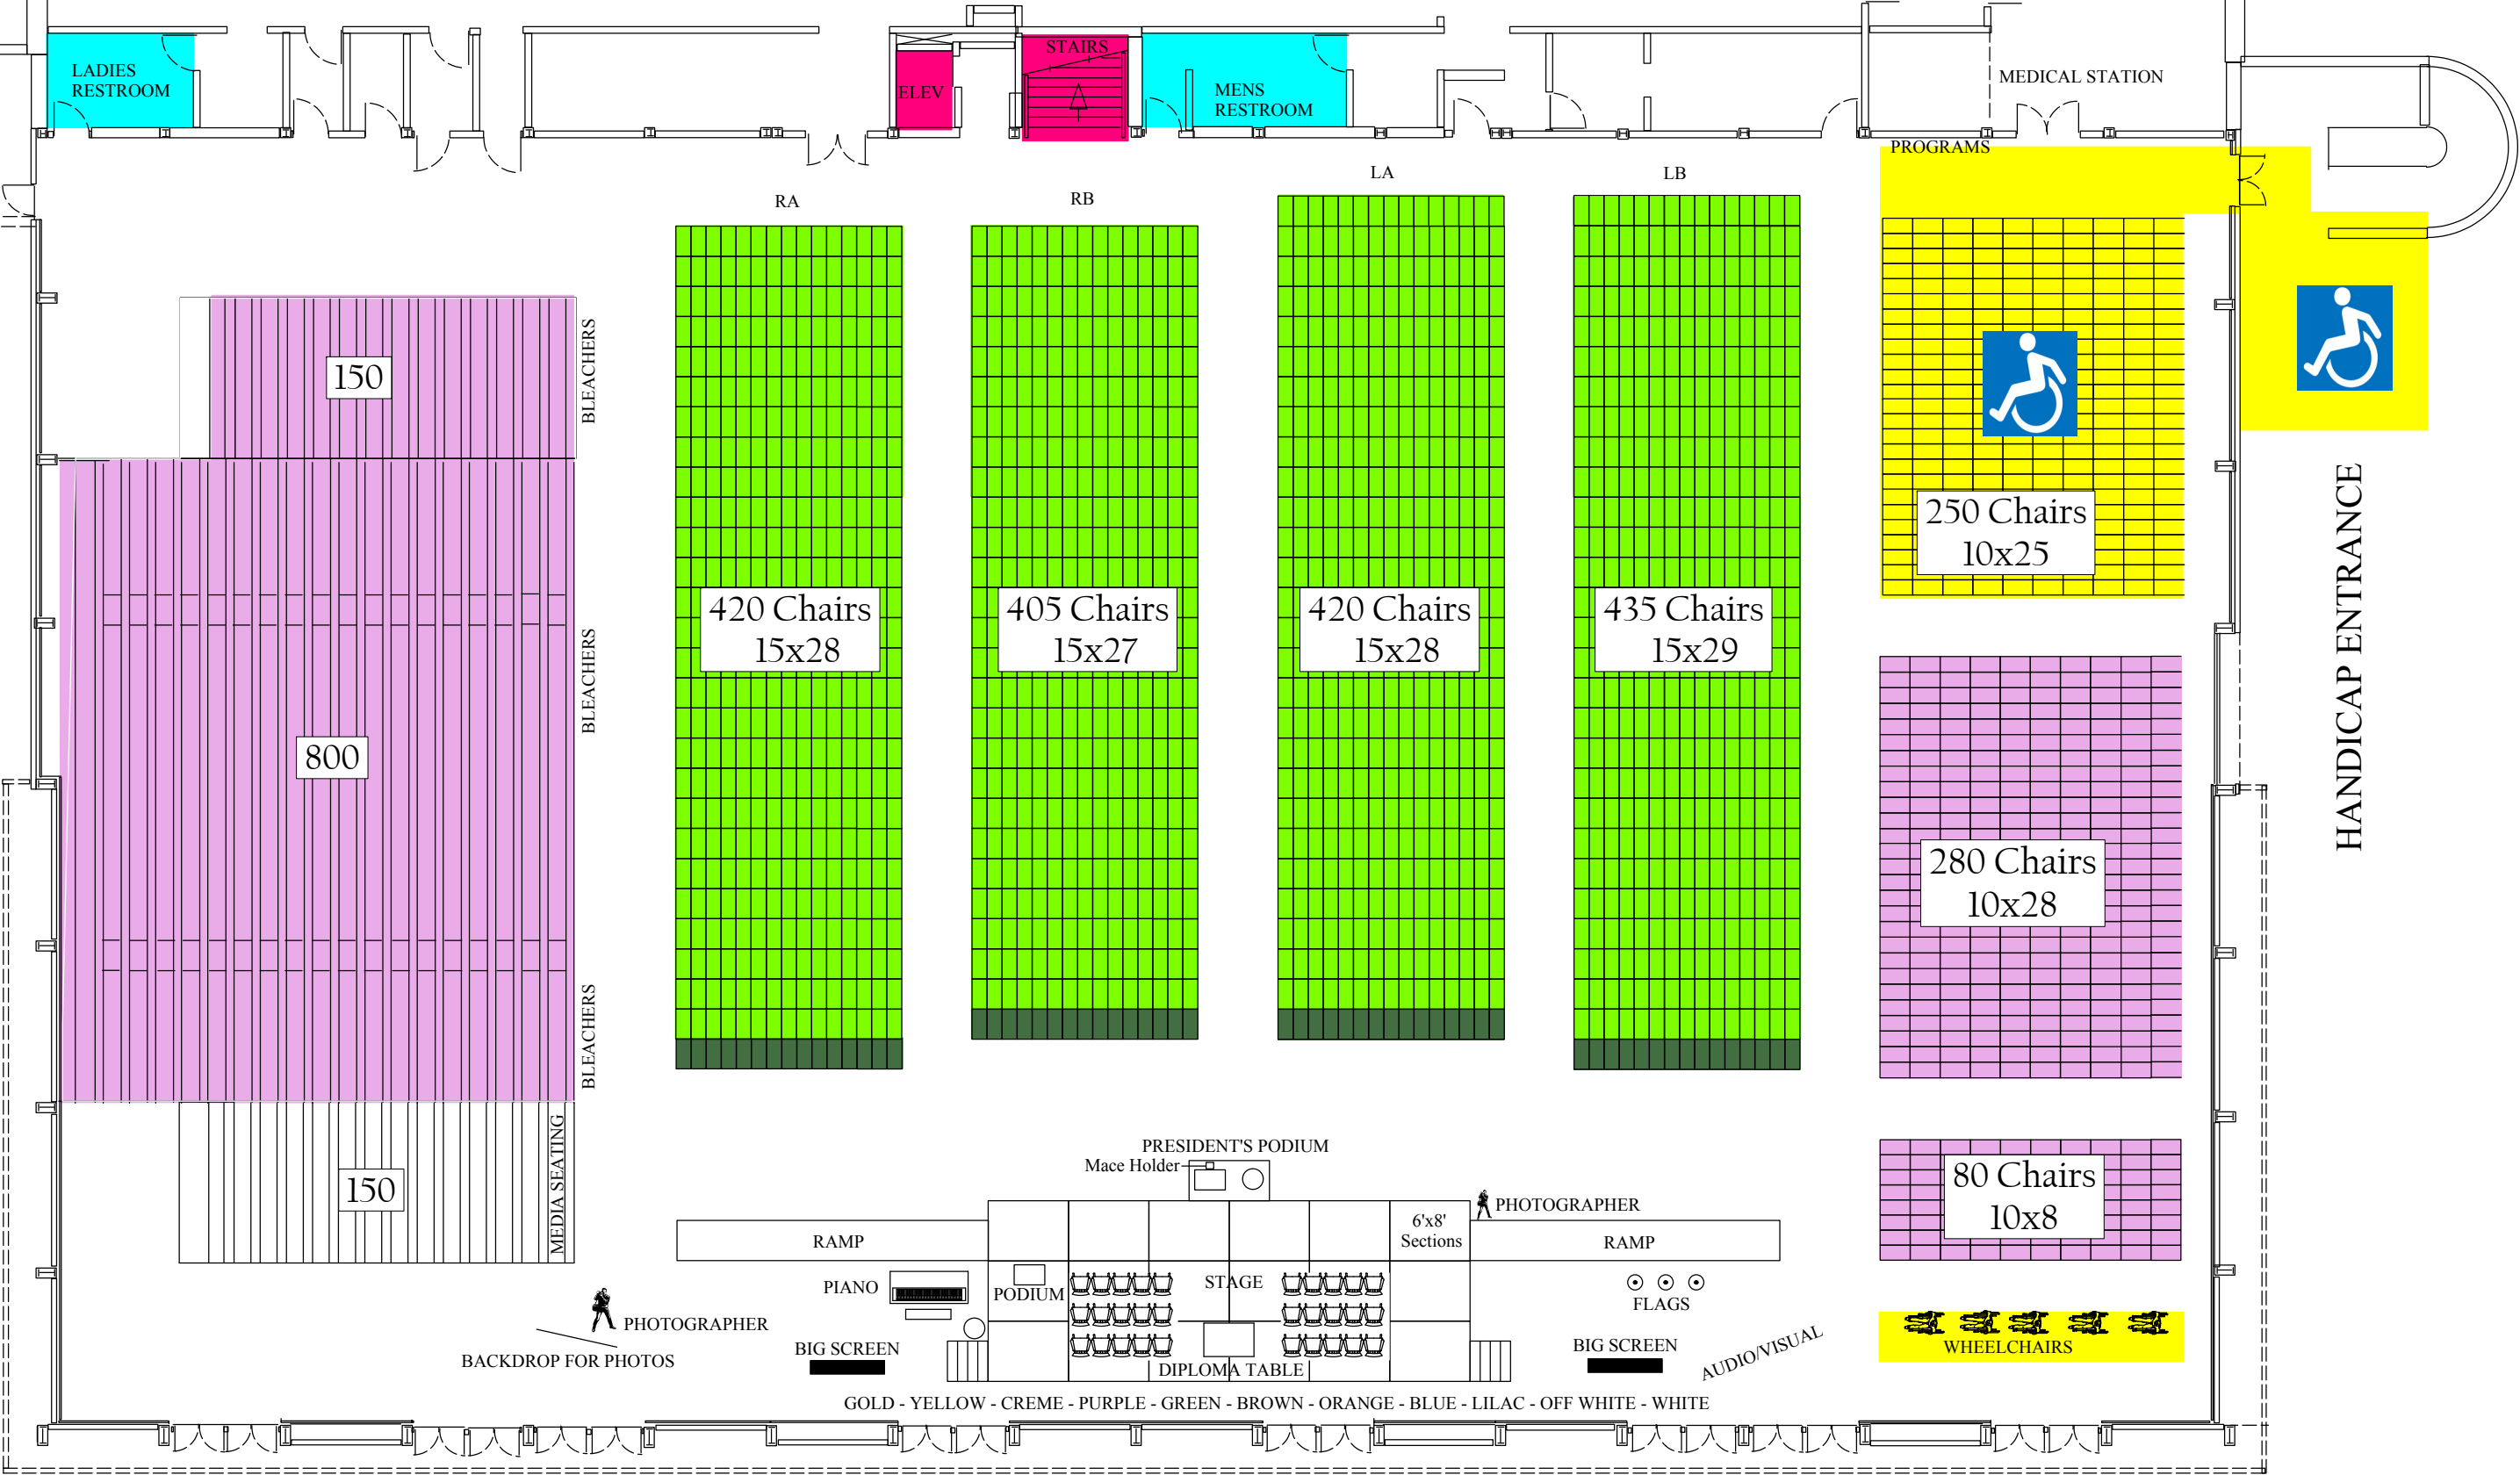 LADIES
RESTROOM
ELEV
STAIRS
MENS
RESTROOM
MEDICAL STATION
PROGRAMS
RA
RB
LA
LB
150
BLEACHERS
800
BLEACHERS
BLEACHERS
150
MEDIA SEATING
420 Chairs
15x28
405 Chairs
15x27
420 Chairs
15x28
435 Chairs
15x29
250 Chairs
10x25
HANDICAP ENTRANCE
280 Chairs
10x28
80 Chairs
10x8
PRESIDENT'S PODIUM
Mace Holder
PHOTOGRAPHER
6'x8'
Sections
RAMP
RAMP
PIANO
PODIUM
STAGE
FLAGS
PHOTOGRAPHER
BACKDROP FOR PHOTOS
BIG SCREEN
DIPLOMA TABLE
BIG SCREEN
AUDIO/VISUAL
WHEELCHAIRS
GOLD - YELLOW - CREME - PURPLE - GREEN - BROWN - ORANGE - BLUE - LILAC - OFF WHITE - WHITE